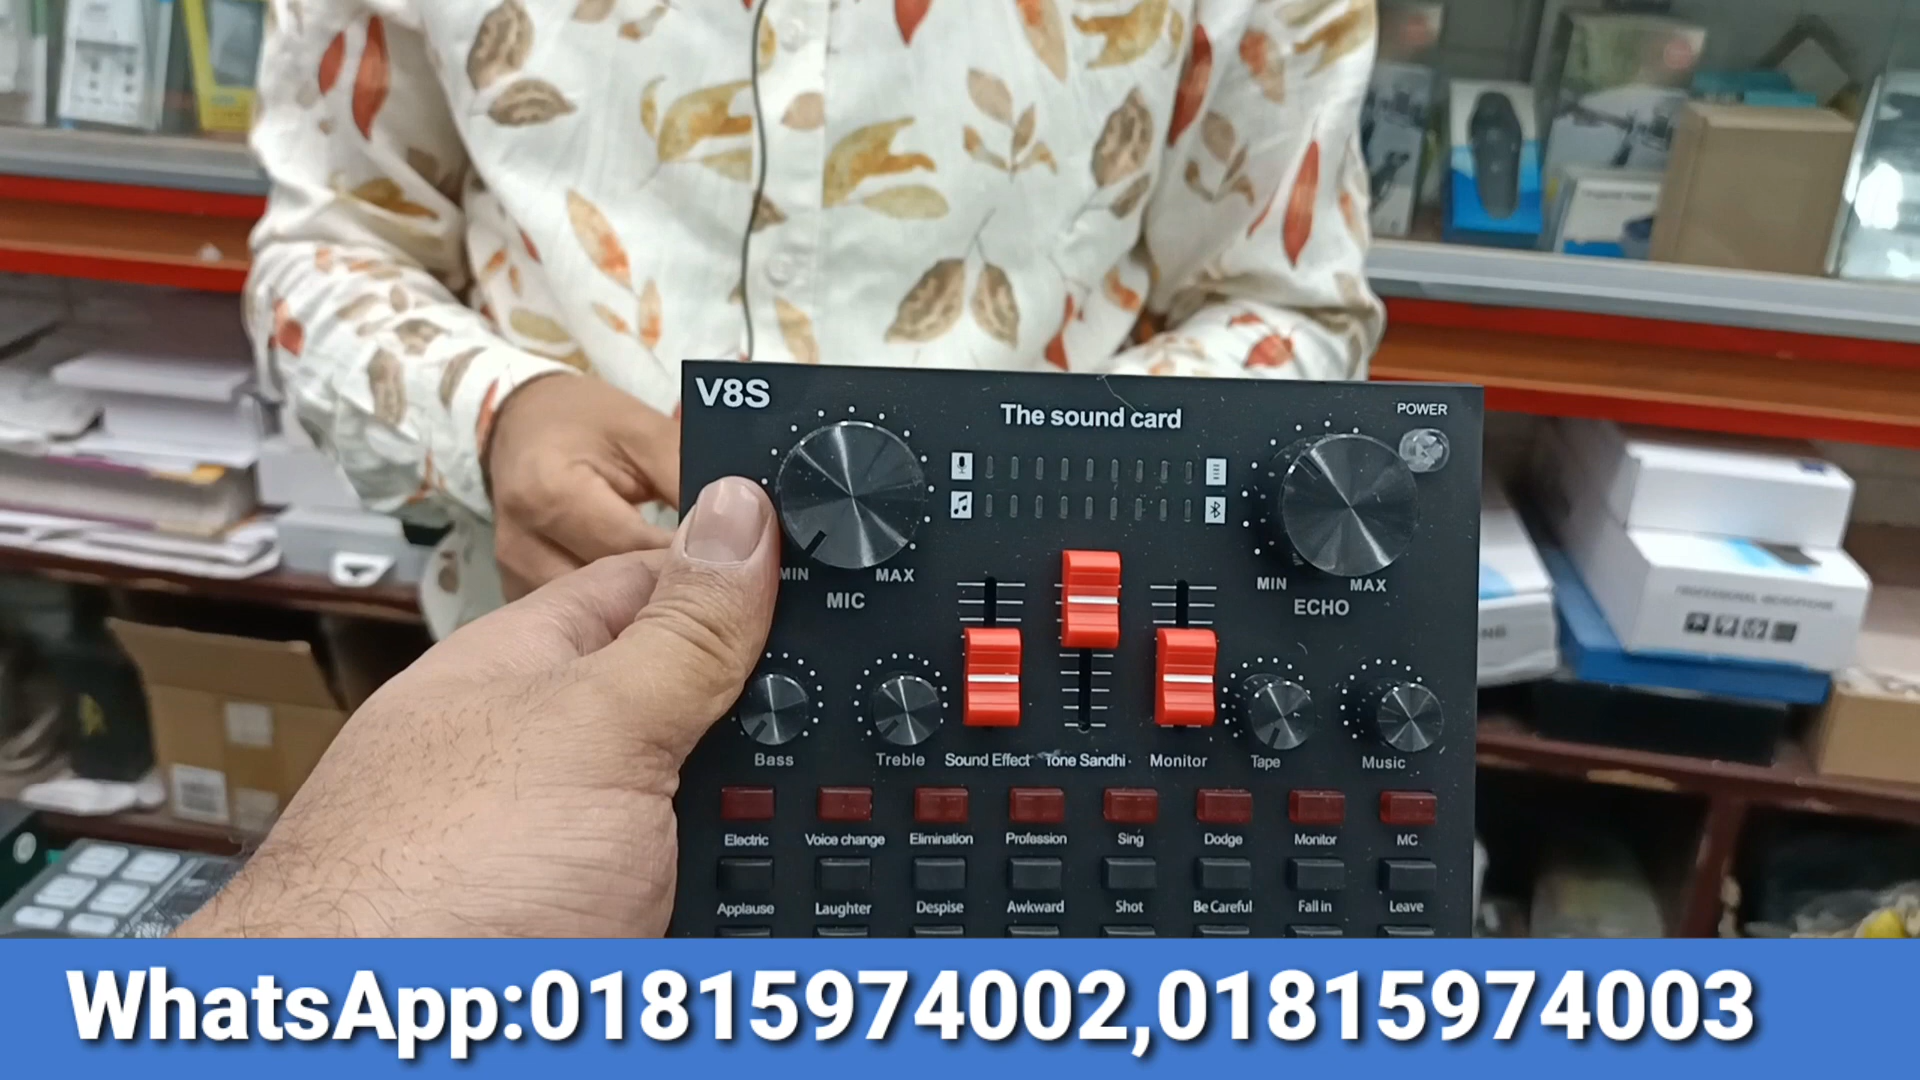 V8S
The sound card
POWER
MIN
MAX
MIC
MIN
MAX
ECHO
Bass
Treble
Sound Effect
Tone Sandhi
Monitor
Tape
Music
Electric
Voice change
Elimination
Profession
Sing
Dodge
Monitor
MC
Applause
Laughter
Despise
Awkward
Shot
Be Careful
Fall in
Leave
WhatsApp:01815974002,01815974003